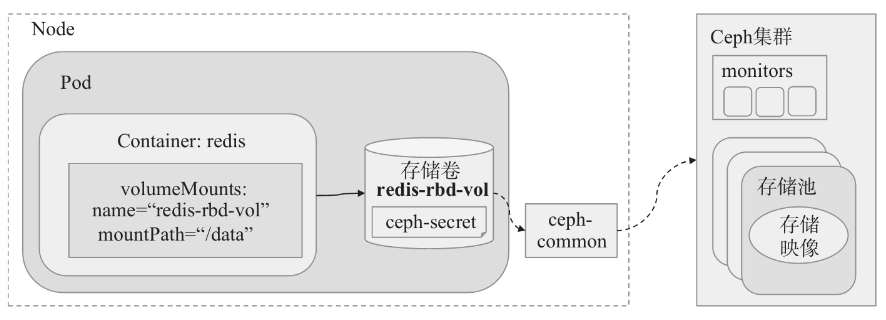 Node
Pod
Container: redis
volumeMounts:
name=“redis-rbd-vol”
mountPath=“/data”
存储卷
redis-rbd-vol
ceph-secret
ceph-
common
Ceph集群
monitors
存储池
存储
映像